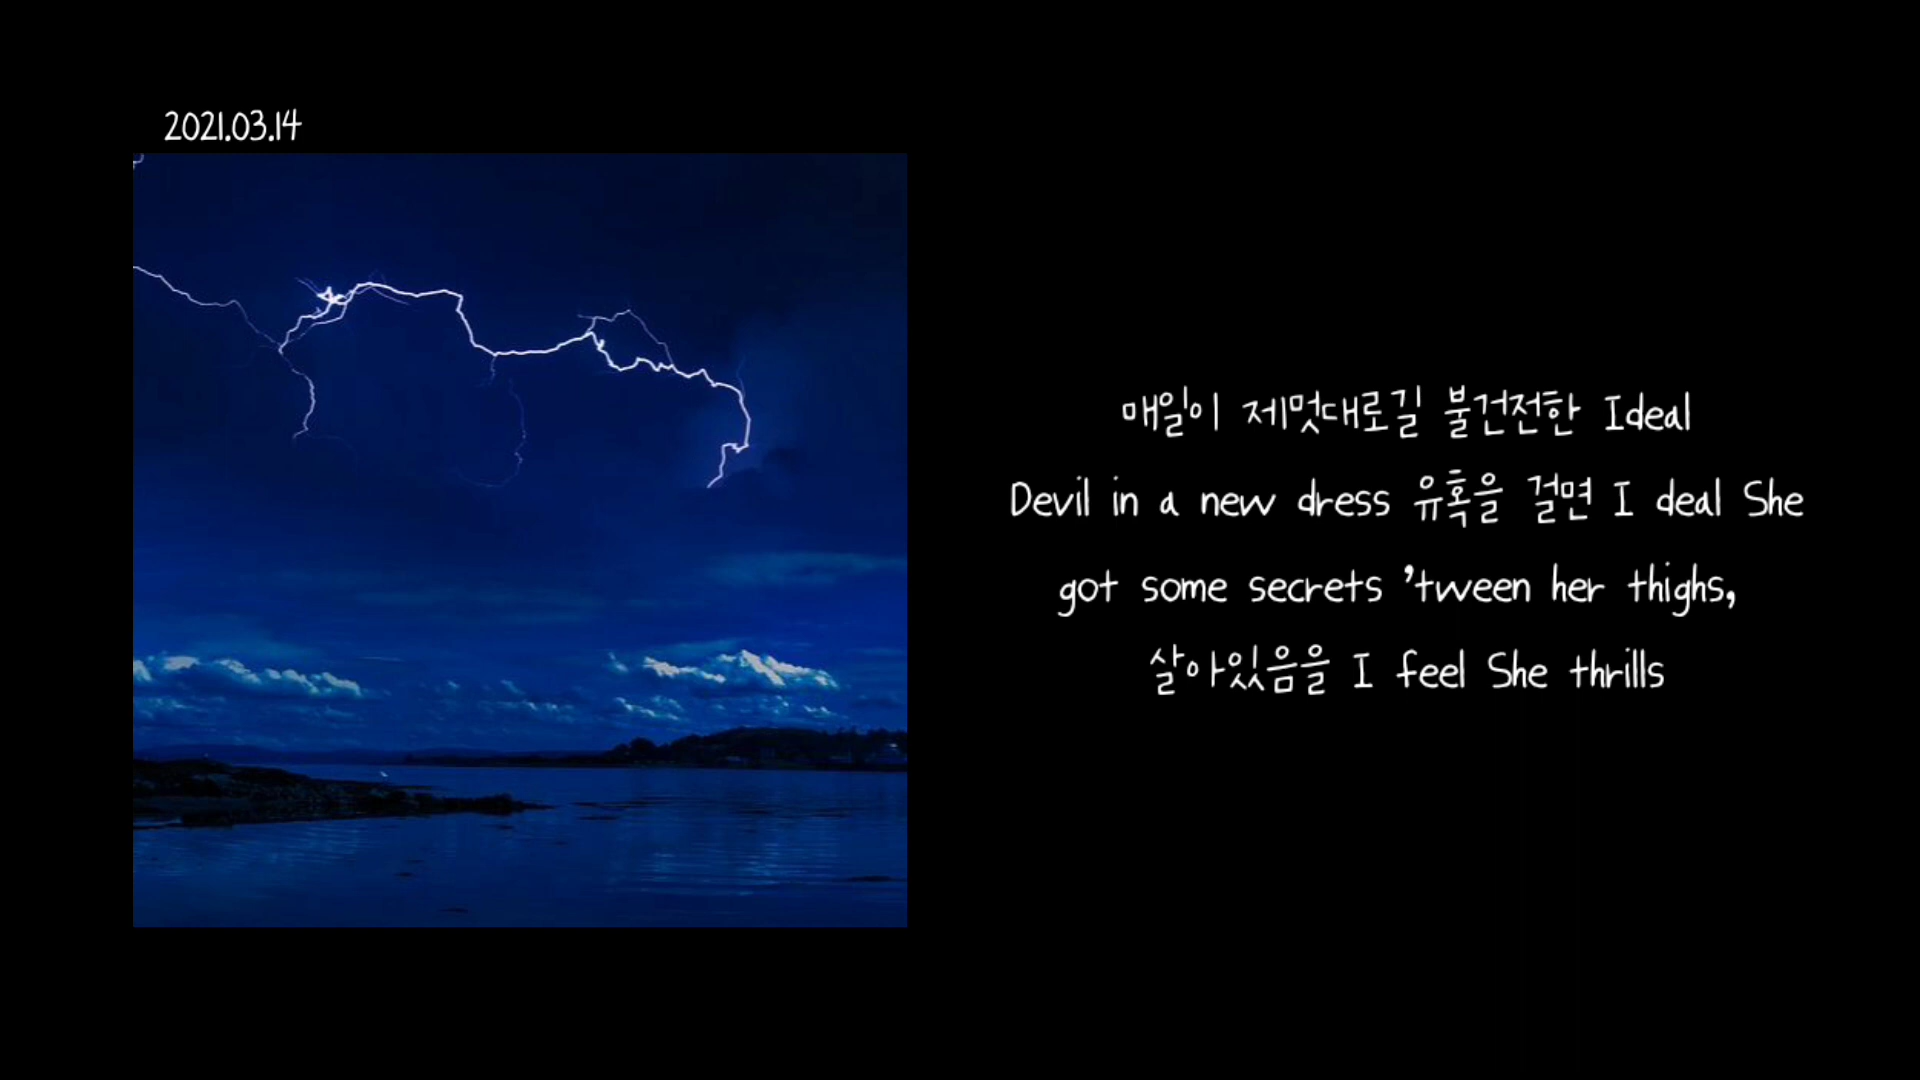 2021.03.14
매일이 제멋대로길 불건전한 Ideal
Devil in a new dress 유혹을 걸면 I deal She
got some secrets 'tween her thighs,
살아있음을 I feel She thrills